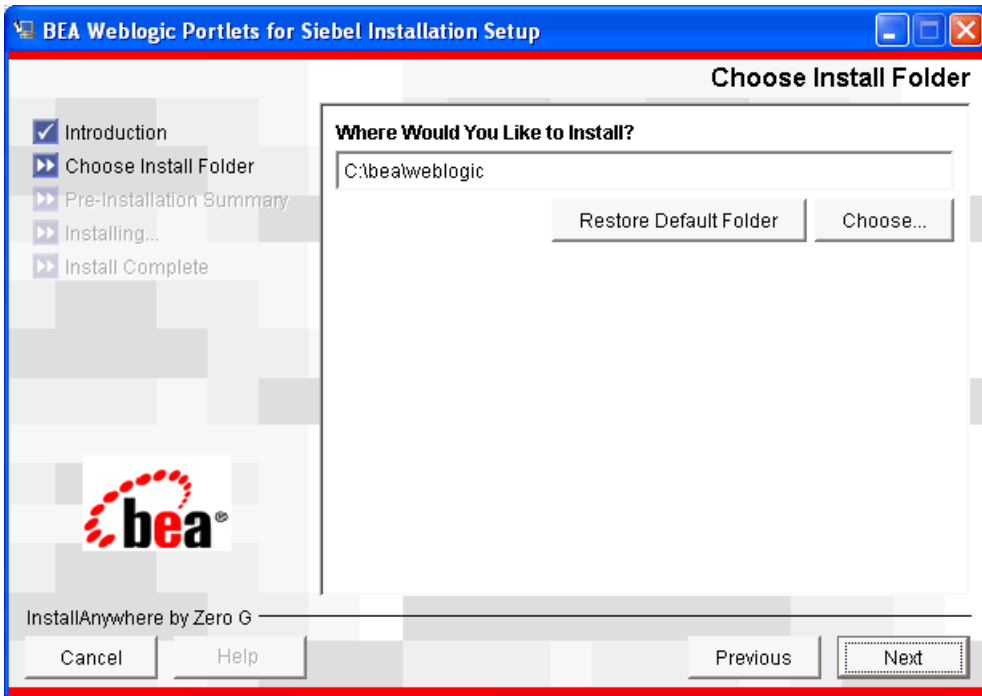 BEA Weblogic Portlets for Siebel Installation Setup
Choose Install Folder
Introduction
Choose Install Folder
Pre-Installation Summary
Installing...
Install Complete
Where Would You Like to Install?
C:\bea\weblogic
Restore Default Folder
Choose...
bea®
InstallAnywhere by Zero G
Cancel
Help
Previous
Next